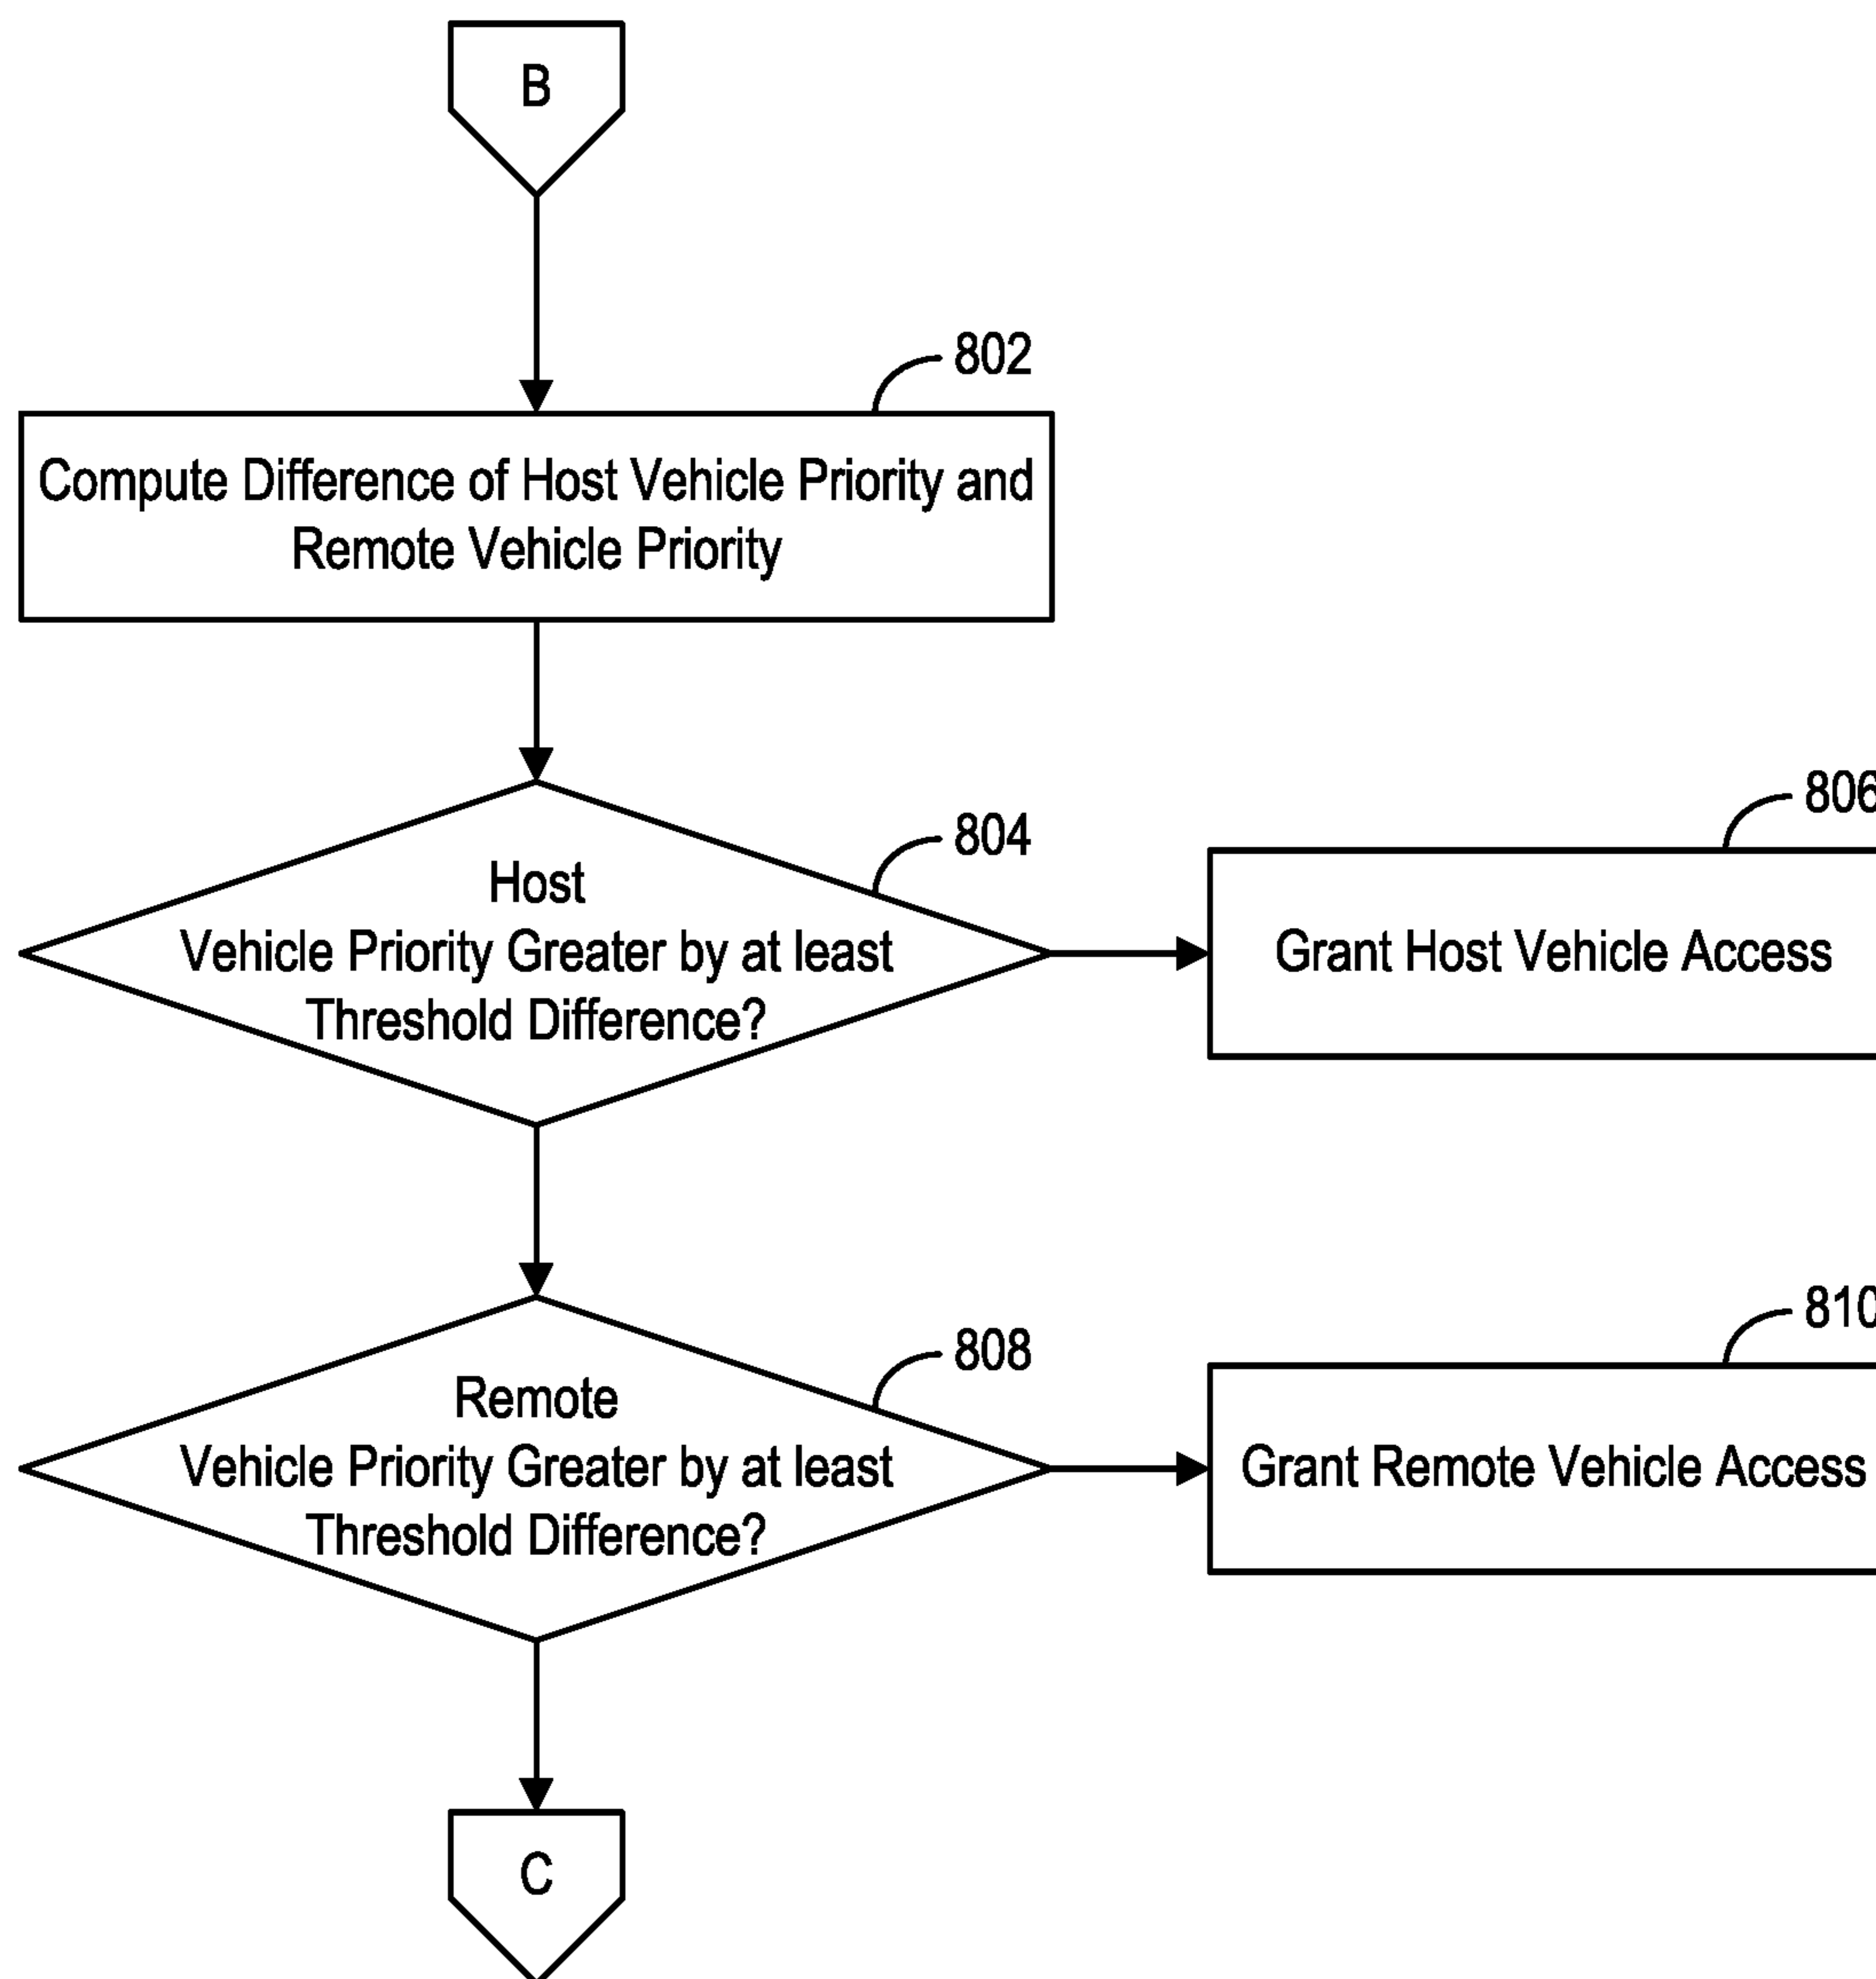 B
802
Compute Difference of Host Vehicle Priority and
Remote Vehicle Priority
804
Host
Vehicle Priority Greater by at least
Threshold Difference?
806
Grant Host Vehicle Access
808
Remote
Vehicle Priority Greater by at least
Threshold Difference?
810
Grant Remote Vehicle Access
C